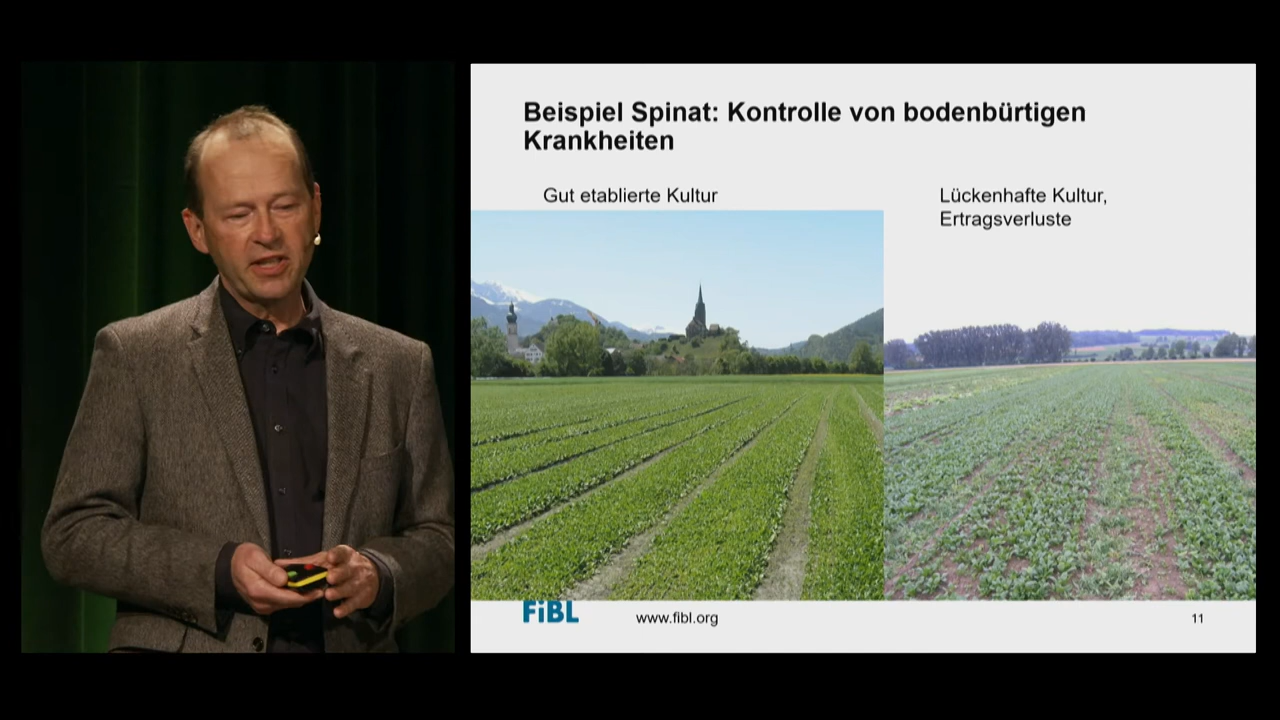 Beispiel Spinat: Kontrolle von bodenbürtigen
Krankheiten
Gut etablierte Kultur
Lückenhafte Kultur,
Ertragsverluste
FiBL
www.fibl.org
11